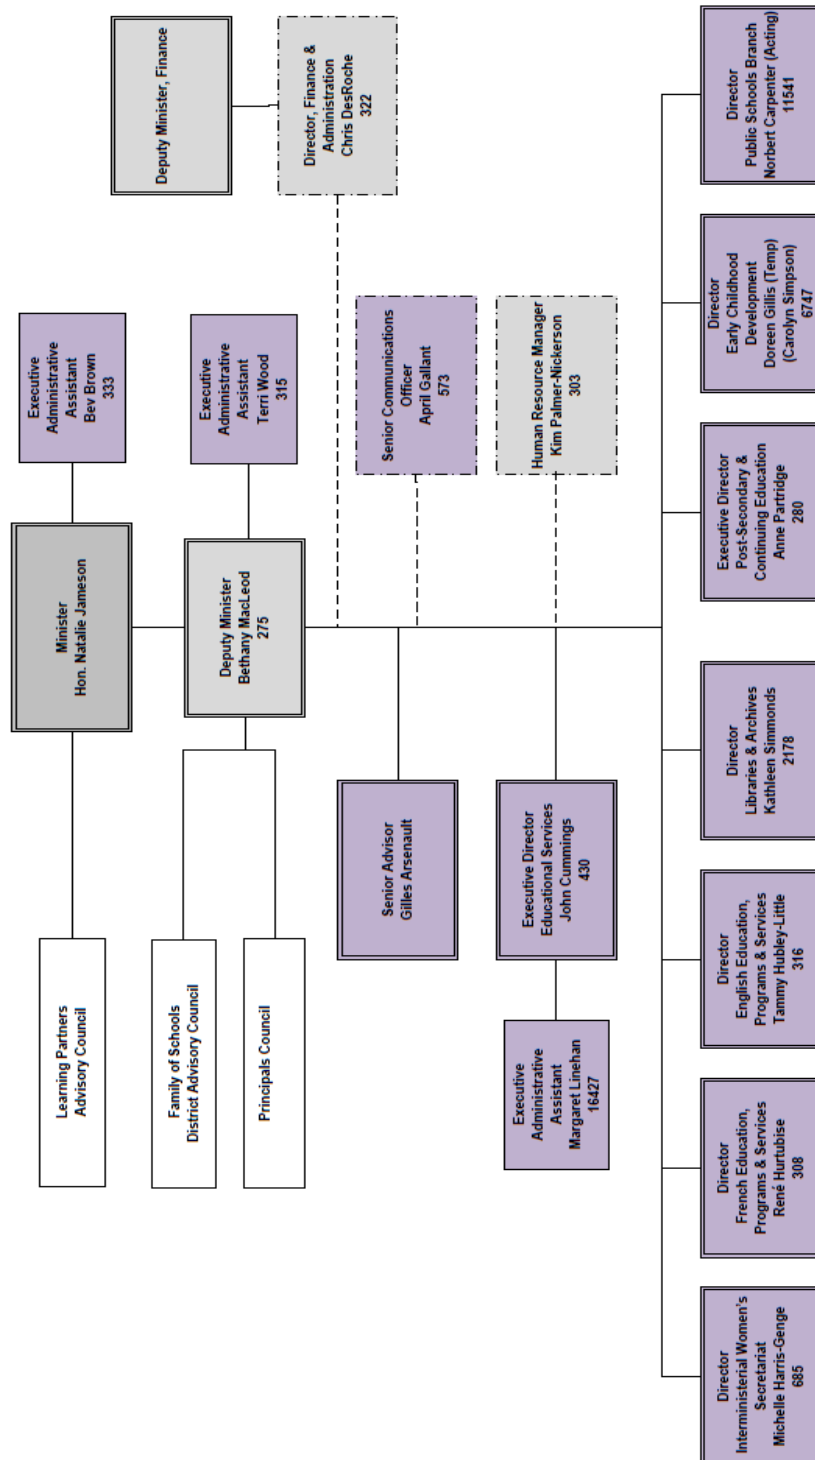 Minister
Hon. Natalie Jameson
Executive
Administrative
Assistant
Bev Brown
333
Learning Partners
Advisory Council
Deputy Minister, Finance
Deputy Minister
Bethany MacLeod
275
Executive
Administrative
Assistant
Terri Wood
315
Family of Schools
District Advisory Council
Principals Council
Director, Finance &
Administration
Chris DesRoche
322
Senior Advisor
Gilles Arsenault
Senior Communications
Officer
April Gallant
573
Executive
Administrative
Assistant
Margaret Linehan
16427
Executive Director
Educational Services
John Cummings
430
Human Resource Manager
Kim Palmer-Nickerson
303
Director
Interministerial Women's
Secretariat
Michelle Harris-Genge
685
Director
French Education,
Programs & Services
René Hurtubise
308
Director
English Education,
Programs & Services
Tammy Hubley-Little
316
Director
Libraries & Archives
Kathleen Simmonds
2178
Executive Director
Post-Secondary &
Continuing Education
Anne Partridge
280
Director
Early Childhood
Development
Doreen Gillis (Temp)
(Carolyn Simpson)
6747
Director
Public Schools Branch
Norbert Carpenter (Acting)
11541